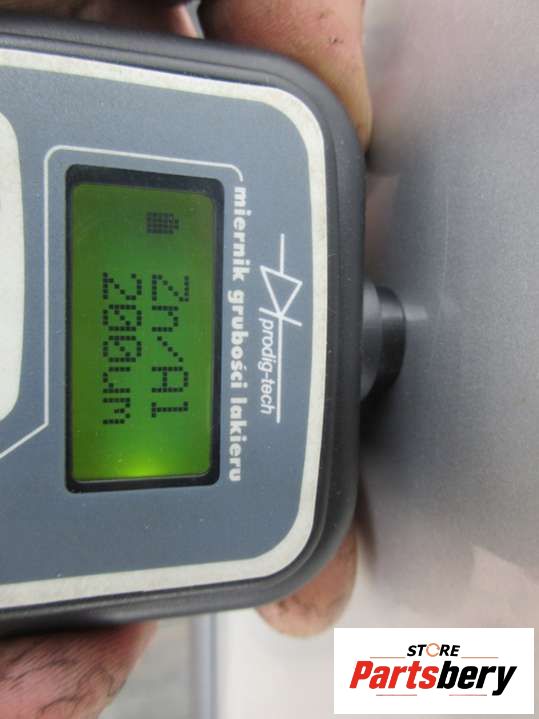 prodig-tech
miernik grubości lakieru
Zn/Al
200um
STORE
Partsbery